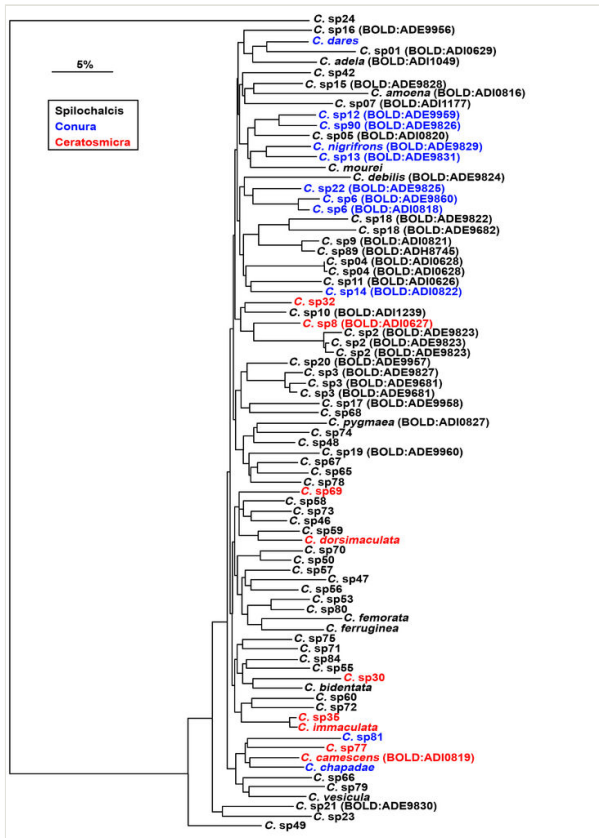 C. sp24
C. sp16 (BOLD:ADE9956)
C. dares
C. sp01 (BOLD:ADI0629)
C. adela (BOLD:ADI1049)
5%
C. sp42
C. sp15 (BOLD:ADE9828)
C. amoena (BOLD:ADI0816)
C. sp07 (BOLD:ADI1177)
Spilochalcis
Conura
Ceratosmicra
C. sp12 (BOLD:ADE9959)
C. sp90 (BOLD:ADE9826)
C. sp05 (BOLD:ADI0820)
C. nigrifrons (BOLD:ADE9829)
C. sp13 (BOLD:ADE9831)
C. mourei
C. debilis (BOLD:ADE9824)
C. sp22 (BOLD:ADE9825)
C. sp6 (BOLD:ADE9860)
C. sp6 (BOLD:ADI0818)
C. sp18 (BOLD:ADE9822)
C. sp18 (BOLD:ADE9682)
C. sp9 (BOLD:ADI0821)
C. sp89 (BOLD:ADH8745)
C. sp04 (BOLD:ADI0628)
C. sp04 (BOLD:ADI0628)
C. sp11 (BOLD:ADI0626)
C. sp14 (BOLD:ADI0822)
C. sp32
C. sp10 (BOLD:ADI1239)
C. sp8 (BOLD:ADI0627)
C. sp2 (BOLD:ADE9823)
C. sp2 (BOLD:ADE9823)
C. sp2 (BOLD:ADE9823)
C. sp20 (BOLD:ADE9957)
C. sp3 (BOLD:ADE9827)
C. sp3 (BOLD:ADE9681)
C. sp3 (BOLD:ADE9681)
C. sp17 (BOLD:ADE9958)
C. sp68
C. pygmaea (BOLD:ADI0827)
C. sp74
C. sp48
C. sp19 (BOLD:ADE9960)
C. sp67
C. sp65
C. sp78
C. sp69
C. sp58
C. sp73
C. sp46
C. sp59
C. dorsimaculata
C. sp70
C. sp50
C. sp57
C. sp47
C. sp56
C. sp53
C. sp80
C. femorata
C. ferruginea
C. sp75
C. sp71
C. sp84
C. sp55
C. sp30
C. bidentata
C. sp60
C. sp72
C. sp35
C. immaculata
C. sp81
C. sp77
C. camescens (BOLD:ADI0819)
C. chapadae
C. sp66
C. sp79
C. vesicula
C. sp21 (BOLD:ADE9830)
C. sp23
C. sp49